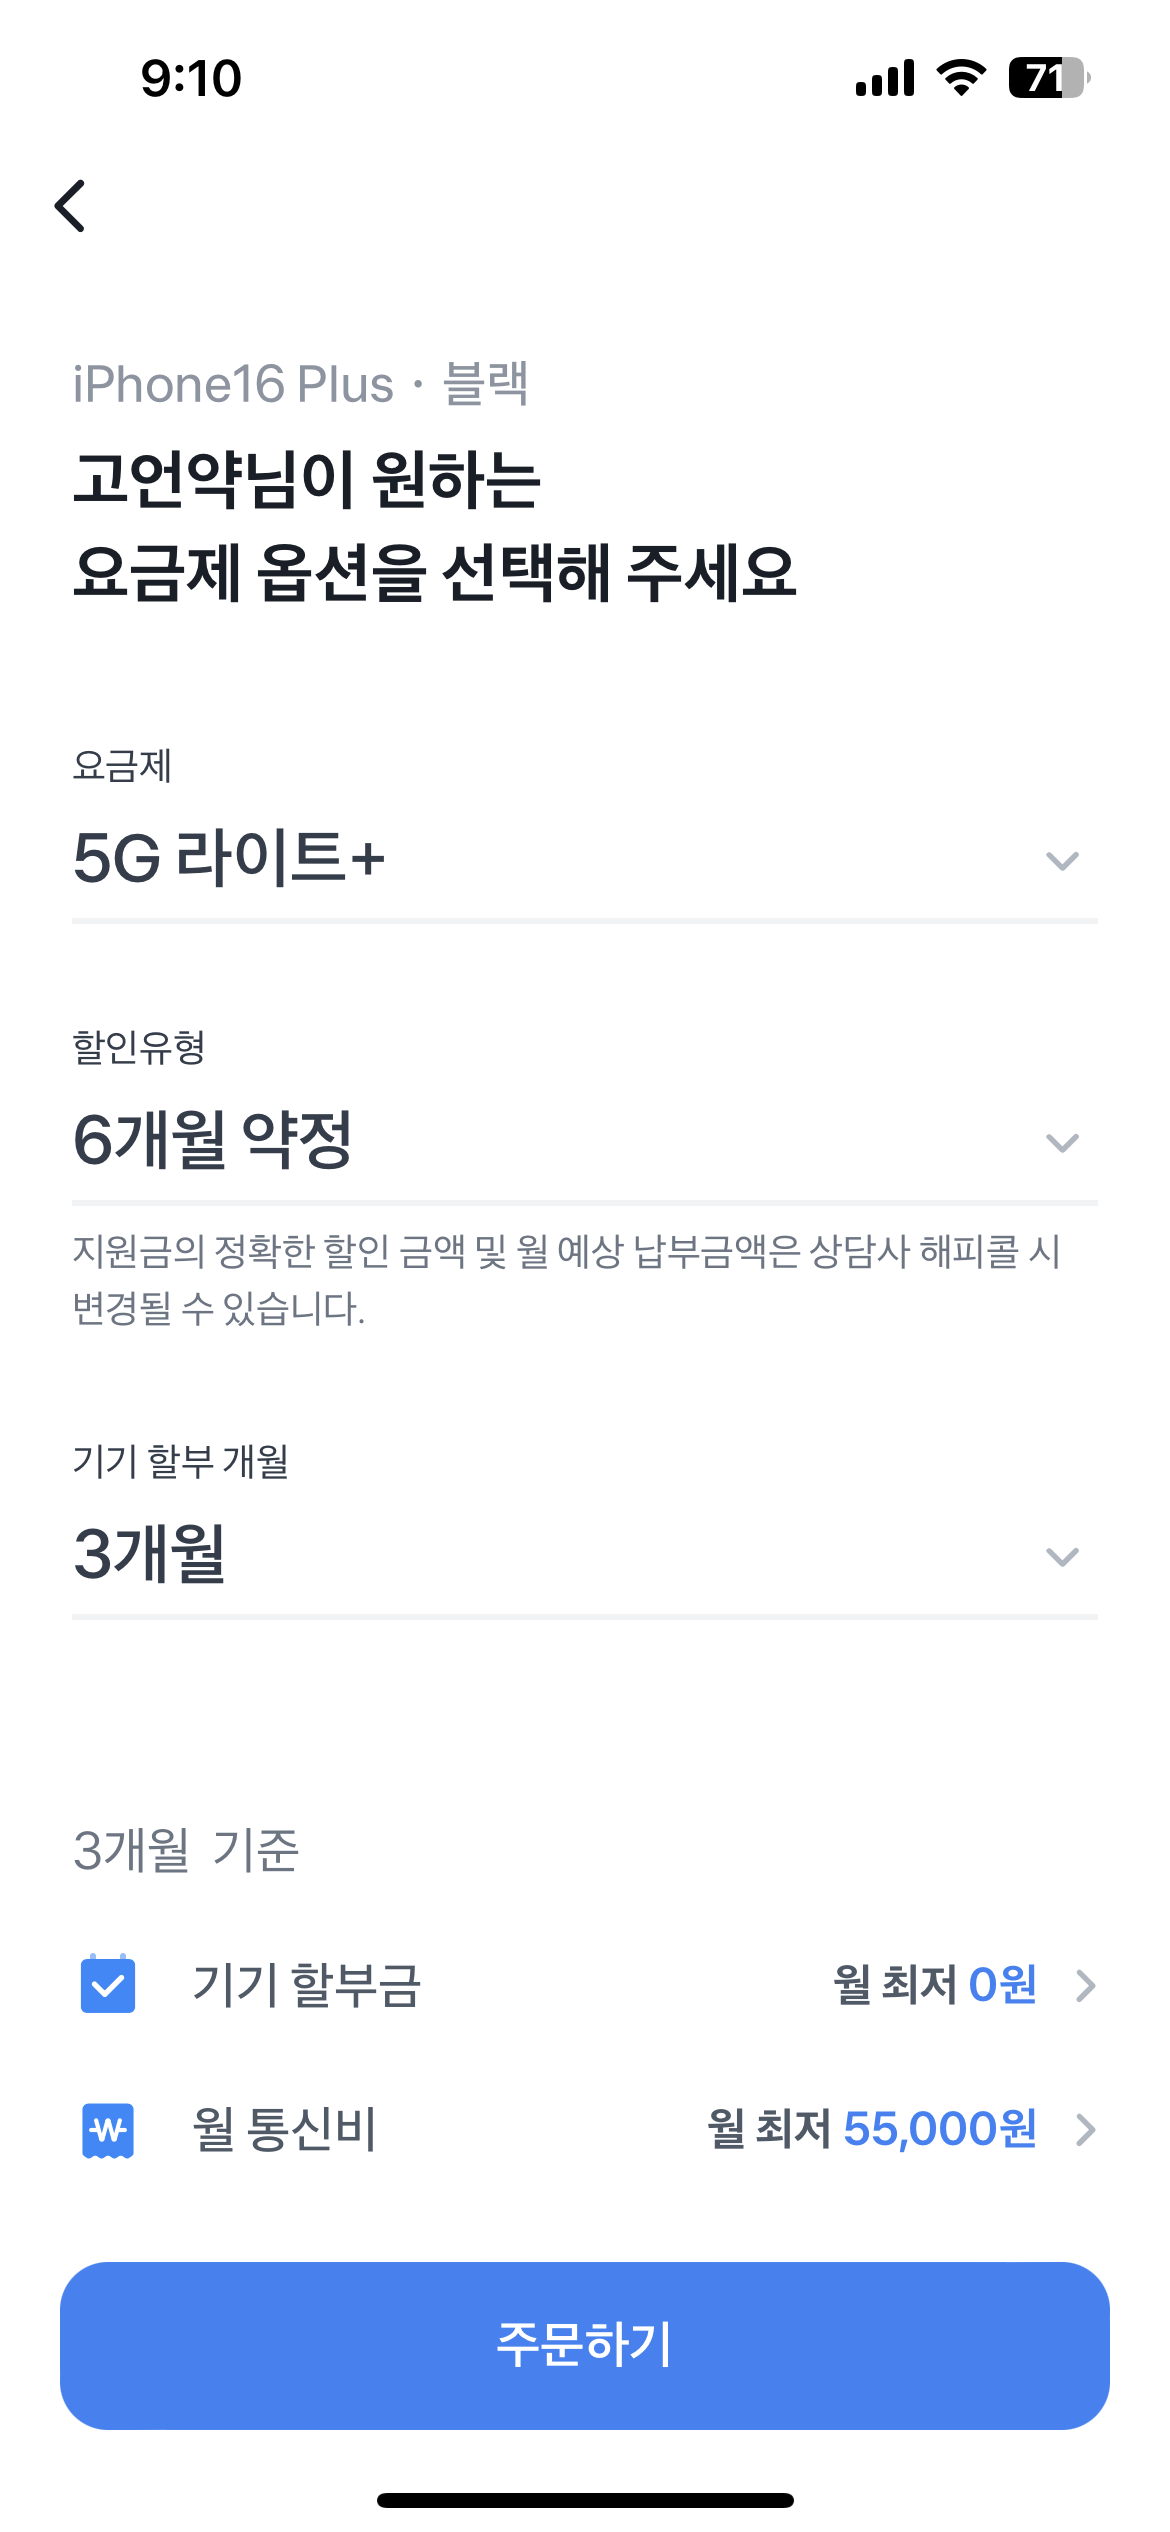 9:10
71
iPhone16 Plus · 블랙
고언약님이 원하는
요금제 옵션을 선택해 주세요
요금제
5G 라이트+
할인유형
6개월 약정
지원금의 정확한 할인 금액 및 월 예상 납부금액은 상담사 해피콜 시
변경될 수 있습니다.
기기 할부 개월
3개월
3개월 기준
기기 할부금 월 최저 0원
월 통신비 월 최저 55,000원
주문하기